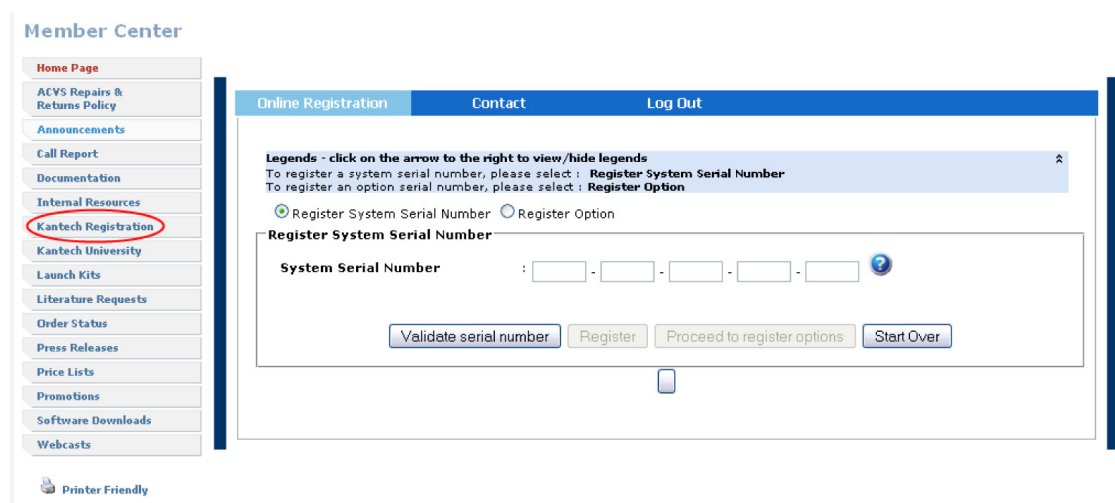 Member Center
Home Page
ACVS Repairs &
Returns Policy
Announcements
Call Report
Documentation
Internal Resources
Kantech Registration
Kantech University
Launch Kits
Literature Requests
Order Status
Press Releases
Price Lists
Promotions
Software Downloads
Webcasts
Printer Friendly
Online Registration Contact Log Out
Legends - click on the arrow to the right to view/hide legends
To register a system serial number, please select : Register System Serial Number
To register an option serial number, please select : Register Option
Register System Serial Number Register Option
Register System Serial Number
System Serial Number : - - - - ?
Validate serial number Register Proceed to register options Start Over